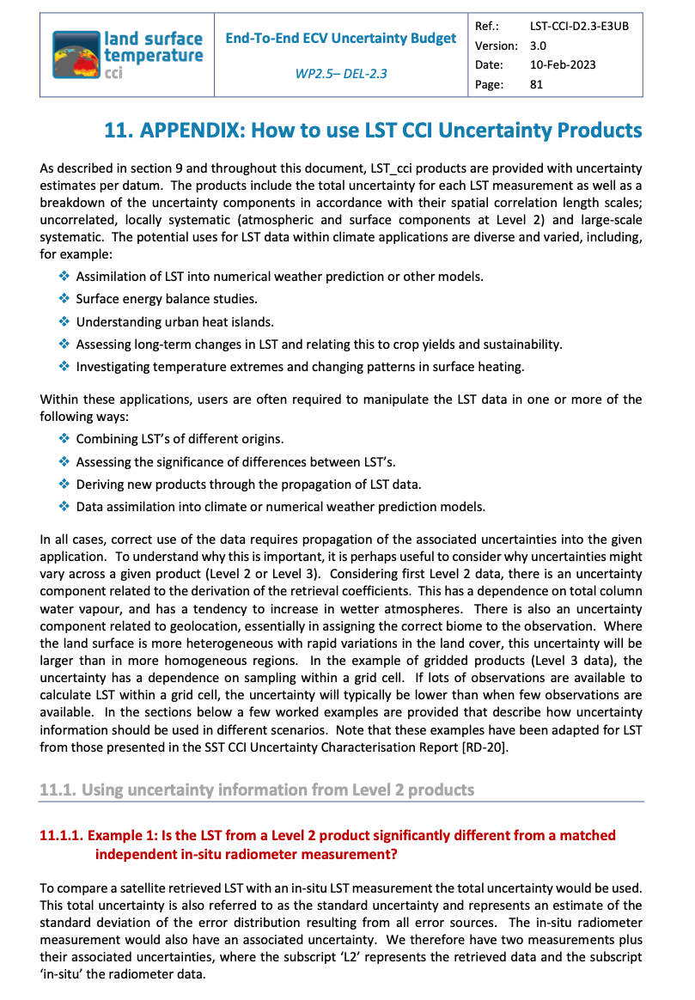 land surface
temperature
cci
End-To-End ECV Uncertainty Budget
WP2.5– DEL-2.3
Ref.: LST-CCI-D2.3-E3UB
Version: 3.0
Date: 10-Feb-2023
Page: 81
11. APPENDIX: How to use LST CCI Uncertainty Products
As described in section 9 and throughout this document, LST_cci products are provided with uncertainty
estimates per datum. The products include the total uncertainty for each LST measurement as well as a
breakdown of the uncertainty components in accordance with their spatial correlation length scales;
uncorrelated, locally systematic (atmospheric and surface components at Level 2) and large-scale
systematic. The potential uses for LST data within climate applications are diverse and varied, including,
for example:
❖ Assimilation of LST into numerical weather prediction or other models.
❖ Surface energy balance studies.
❖ Understanding urban heat islands.
❖ Assessing long-term changes in LST and relating this to crop yields and sustainability.
❖ Investigating temperature extremes and changing patterns in surface heating.
Within these applications, users are often required to manipulate the LST data in one or more of the
following ways:
❖ Combining LST's of different origins.
❖ Assessing the significance of differences between LST's.
❖ Deriving new products through the propagation of LST data.
❖ Data assimilation into climate or numerical weather prediction models.
In all cases, correct use of the data requires propagation of the associated uncertainties into the given
application. To understand why this is important, it is perhaps useful to consider why uncertainties might
vary across a given product (Level 2 or Level 3). Considering first Level 2 data, there is an uncertainty
component related to the derivation of the retrieval coefficients. This has a dependence on total column
water vapour, and has a tendency to increase in wetter atmospheres. There is also an uncertainty
component related to geolocation, essentially in assigning the correct biome to the observation. Where
the land surface is more heterogeneous with rapid variations in the land cover, this uncertainty will be
larger than in more homogeneous regions. In the example of gridded products (Level 3 data), the
uncertainty has a dependence on sampling within a grid cell. If lots of observations are available to
calculate LST within a grid cell, the uncertainty will typically be lower than when few observations are
available. In the sections below a few worked examples are provided that describe how uncertainty
information should be used in different scenarios. Note that these examples have been adapted for LST
from those presented in the SST CCI Uncertainty Characterisation Report [RD-20].
11.1. Using uncertainty information from Level 2 products
11.1.1. Example 1: Is the LST from a Level 2 product significantly different from a matched
independent in-situ radiometer measurement?
To compare a satellite retrieved LST with an in-situ LST measurement the total uncertainty would be used.
This total uncertainty is also referred to as the standard uncertainty and represents an estimate of the
standard deviation of the error distribution resulting from all error sources. The in-situ radiometer
measurement would also have an associated uncertainty. We therefore have two measurements plus
their associated uncertainties, where the subscript 'L2' represents the retrieved data and the subscript
'in-situ' the radiometer data.